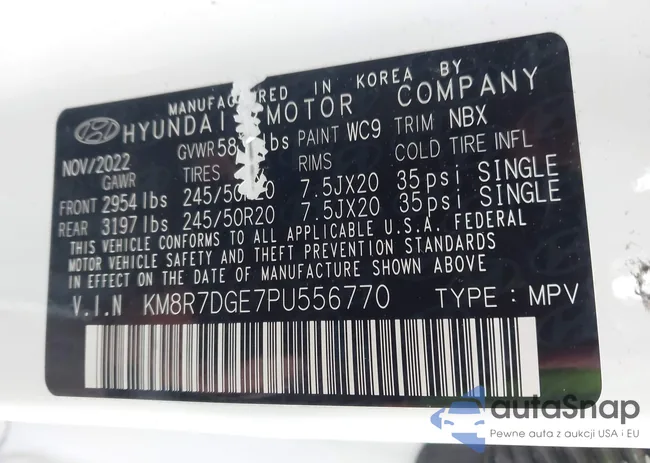 MANUFACTURED IN KOREA BY
HYUNDAI MOTOR COMPANY
NOV/2022 GVWR lbs PAINT WC9 TRIM NBX
GAWR TIRES RIMS COLD TIRE INFL
FRONT 2954 lbs 245/50R20 7.5JX20 35 psi SINGLE
REAR 3197 lbs 245/50R20 7.5JX20 35 psi SINGLE
THIS VEHICLE CONFORMS TO ALL APPLICABLE U.S.A. FEDERAL
MOTOR VEHICLE SAFETY AND THEFT PREVENTION STANDARDS
IN EFFECT ON THE DATE OF MANUFACTURE SHOWN ABOVE.
V.I.N KM8R7DGE7PU556770 TYPE : MPV
autaSnap
Pewne auta z aukcji USA i EU